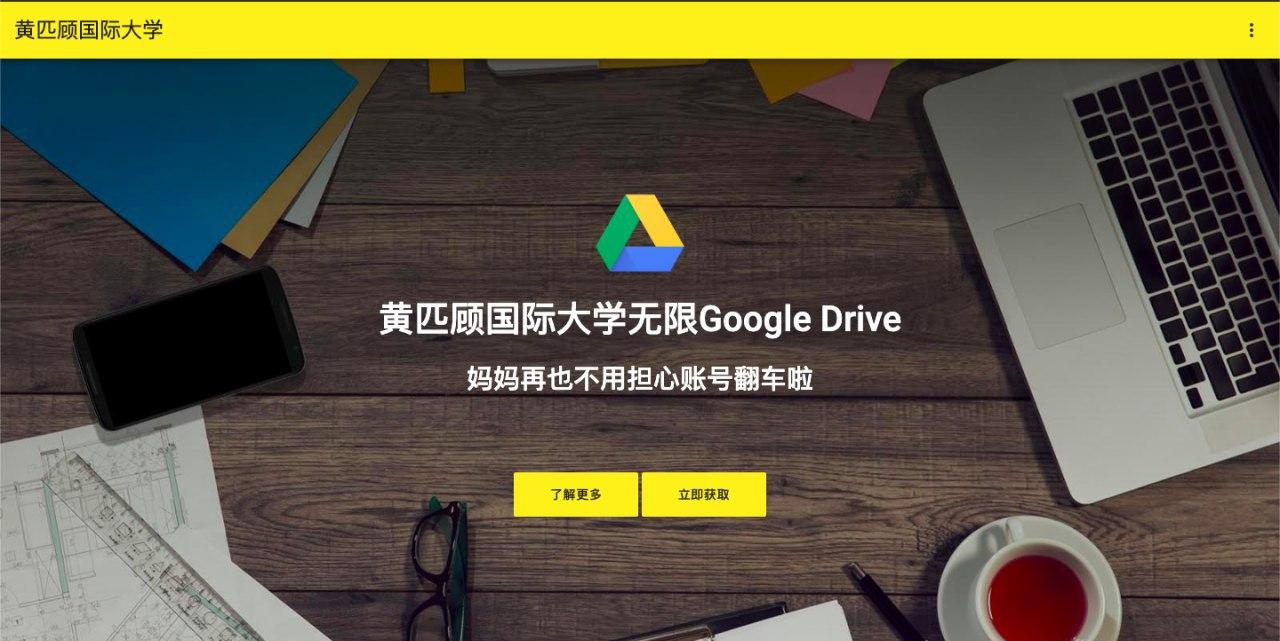 黄匹顾国际大学
黄匹顾国际大学无限Google Drive
妈妈再也不用担心账号翻车啦
了解更多
立即获取